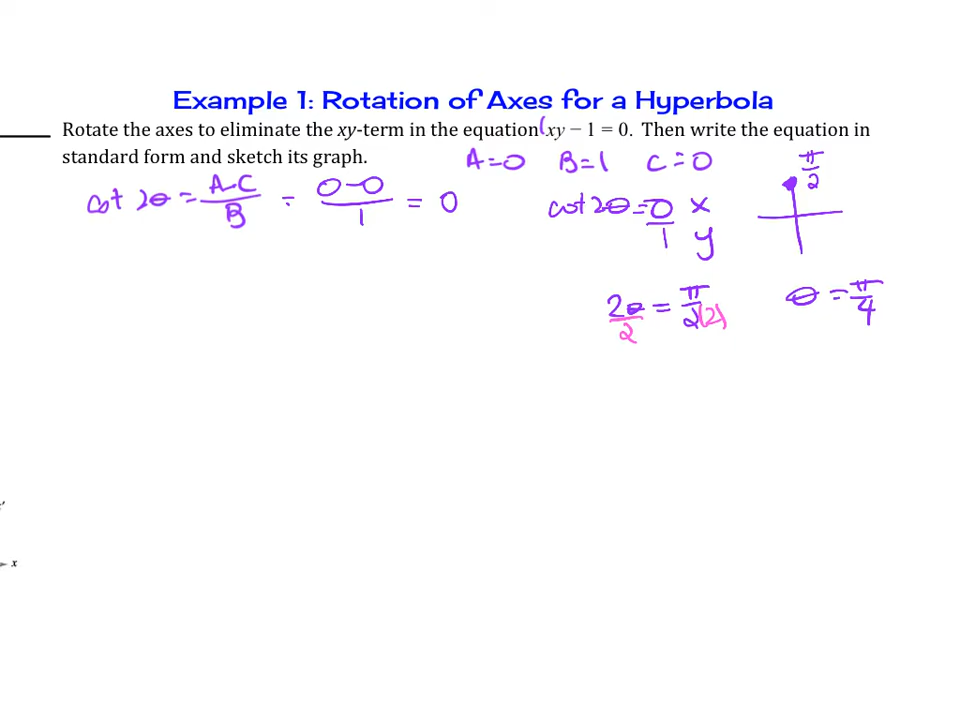 Example 1: Rotation of Axes for a Hyperbola
Rotate the axes to eliminate the xy-term in the equation (xy − 1 = 0. Then write the equation in
standard form and sketch its graph.
A=0 B=1 C=0
π/2
cot 2θ = A-C/B = 0-0/1 = 0
cot 2θ = 0/1 x/y
2θ/2 = π/2(2)
θ = π/4
x′
x